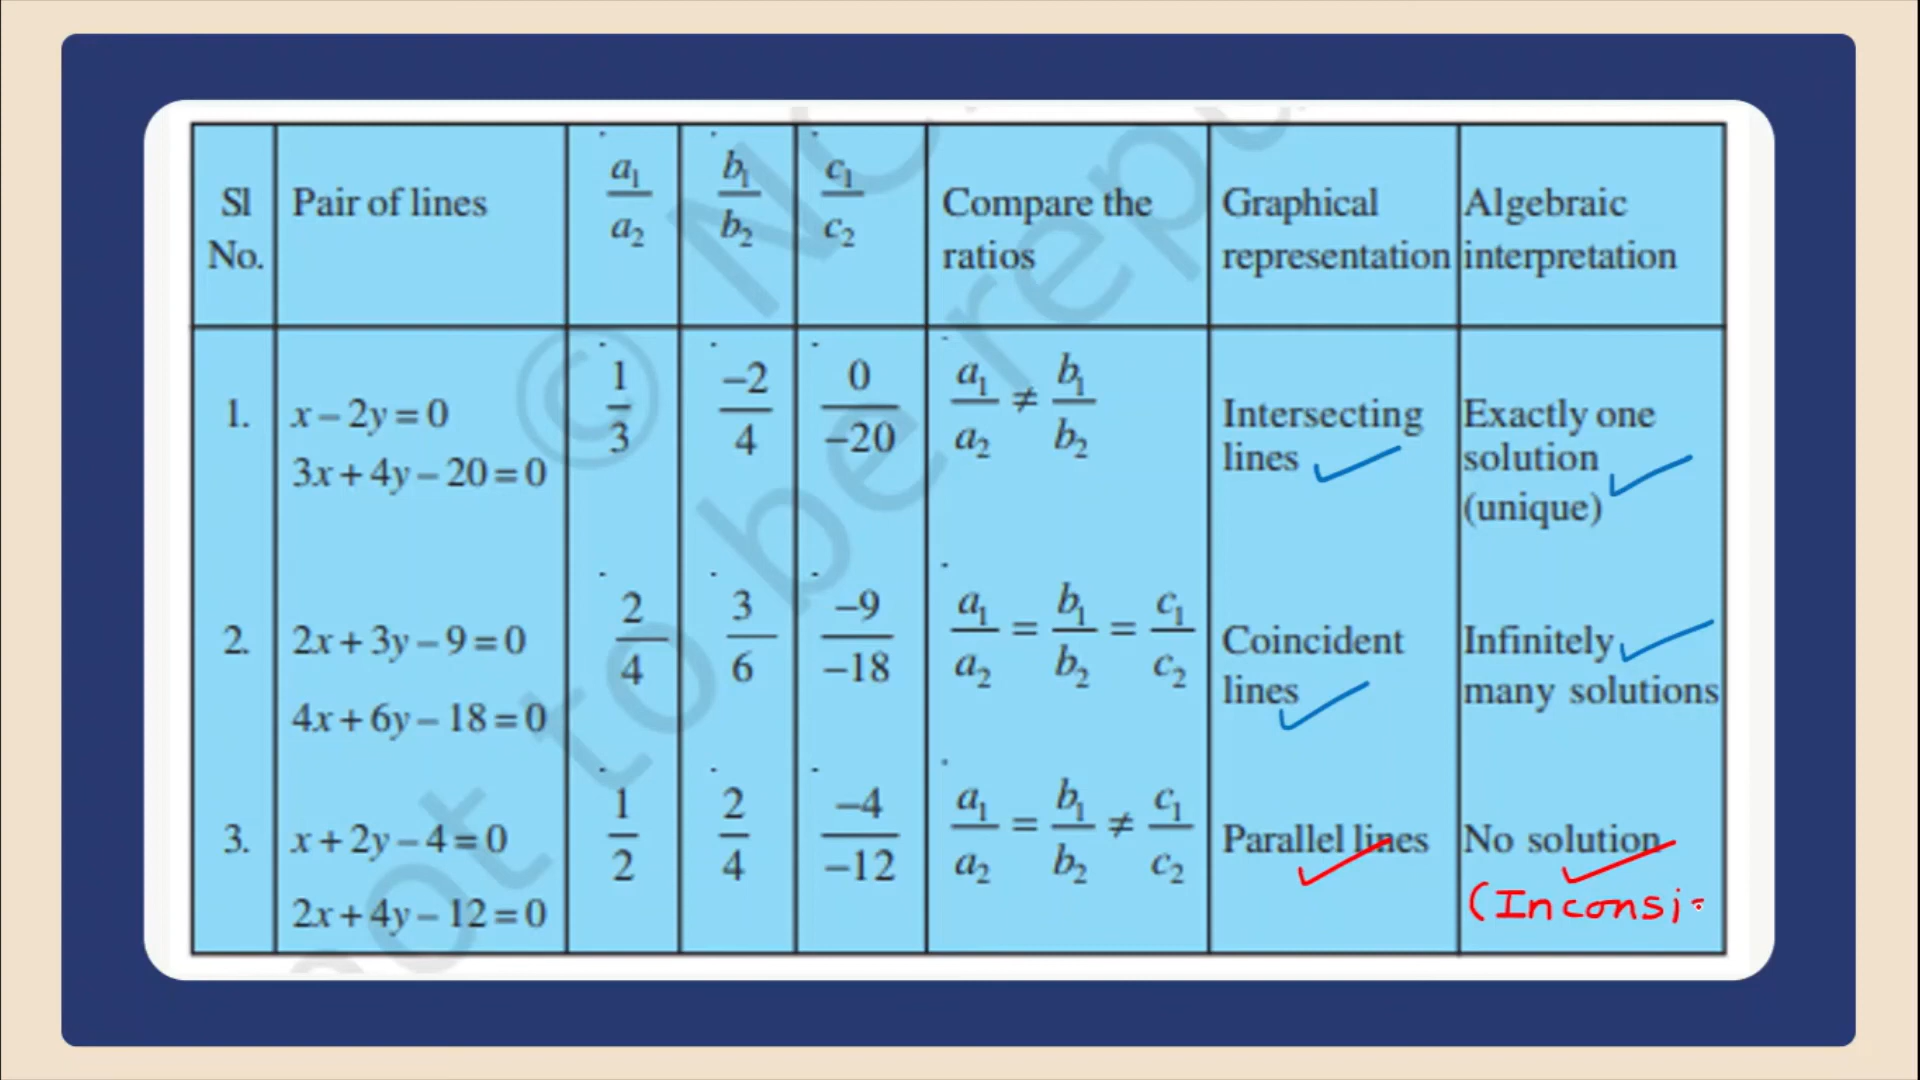 Sl No. Pair of lines a₁/a₂ b₁/b₂ c₁/c₂ Compare the ratios Graphical representation Algebraic interpretation
1. x – 2y = 0 1/3 –2/4 0/–20 a₁/a₂ ≠ b₁/b₂ Intersecting lines Exactly one solution (unique)
3x + 4y – 20 = 0
2. 2x + 3y – 9 = 0 2/4 3/6 –9/–18 a₁/a₂ = b₁/b₂ = c₁/c₂ Coincident lines Infinitely many solutions
4x + 6y – 18 = 0
3. x + 2y – 4 = 0 1/2 2/4 –4/–12 a₁/a₂ = b₁/b₂ ≠ c₁/c₂ Parallel lines No solution
2x + 4y – 12 = 0
(Inconsi